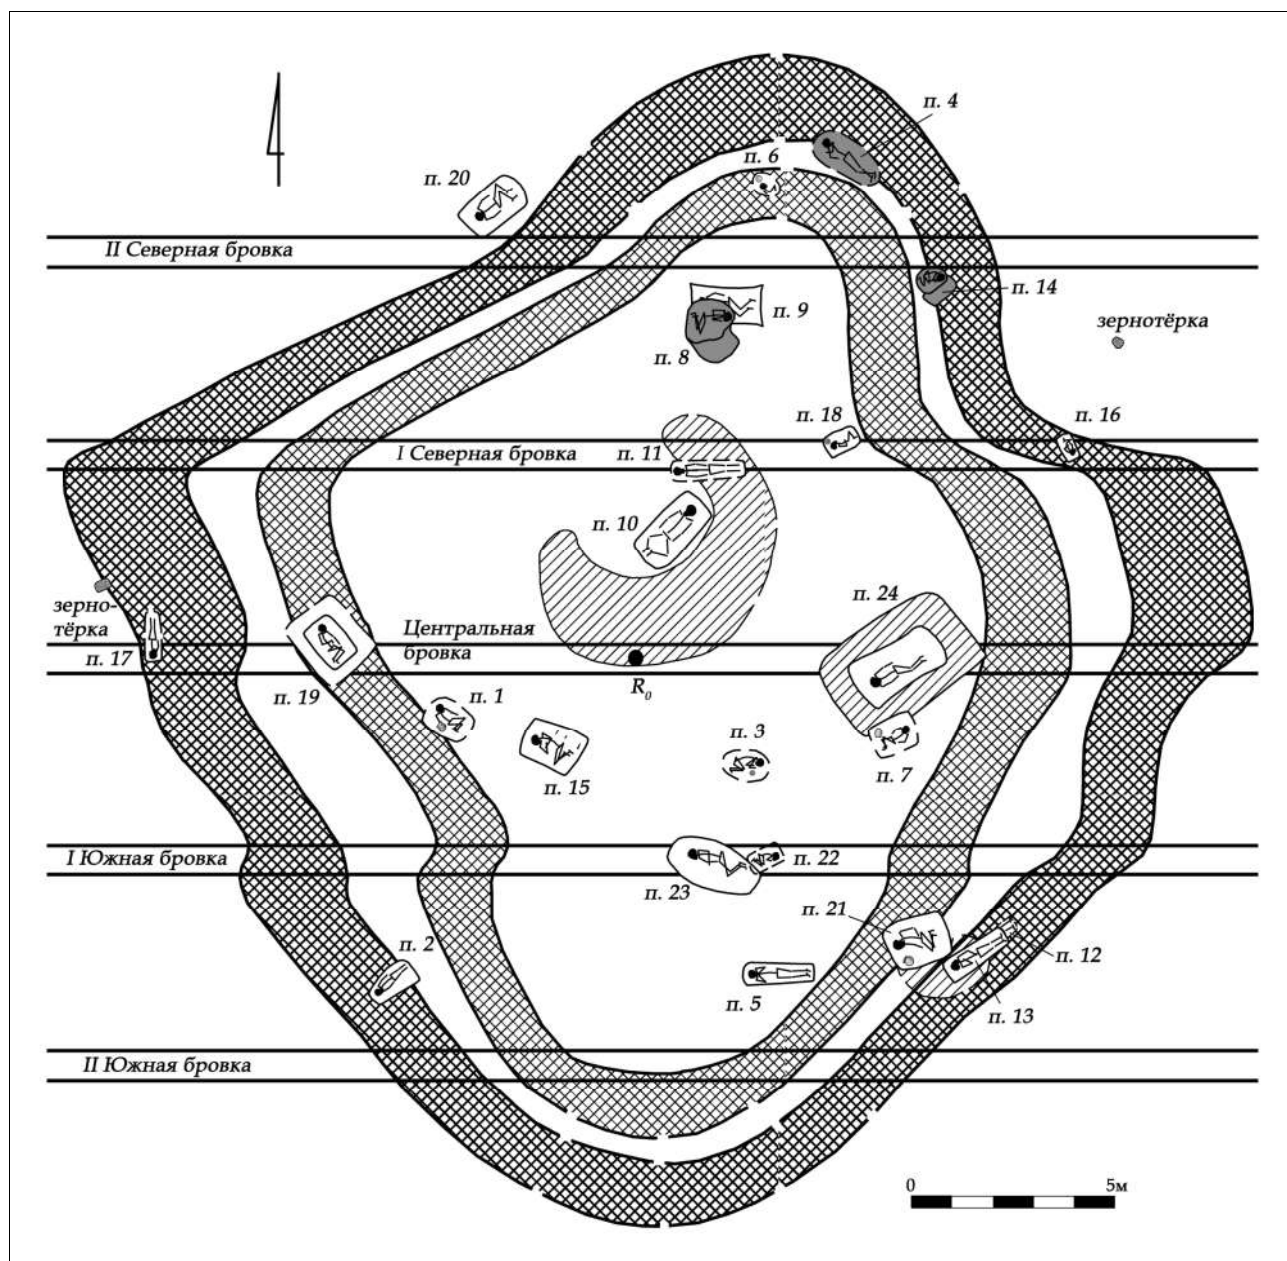 п. 4
п. 6
п. 20
II Северная бровка
п. 14
п. 9
зернотёрка
п. 8
п. 18
п. 16
I Северная бровка
п. 11
п. 10
п. 24
зерно-
тёрка
Центральная
бровка
п. 17
R₀
п. 19
п. 1
п. 3
п. 7
п. 15
I Южная бровка
п. 22
п. 23
п. 21
п. 2
п. 12
п. 5
п. 13
II Южная бровка
0 5м